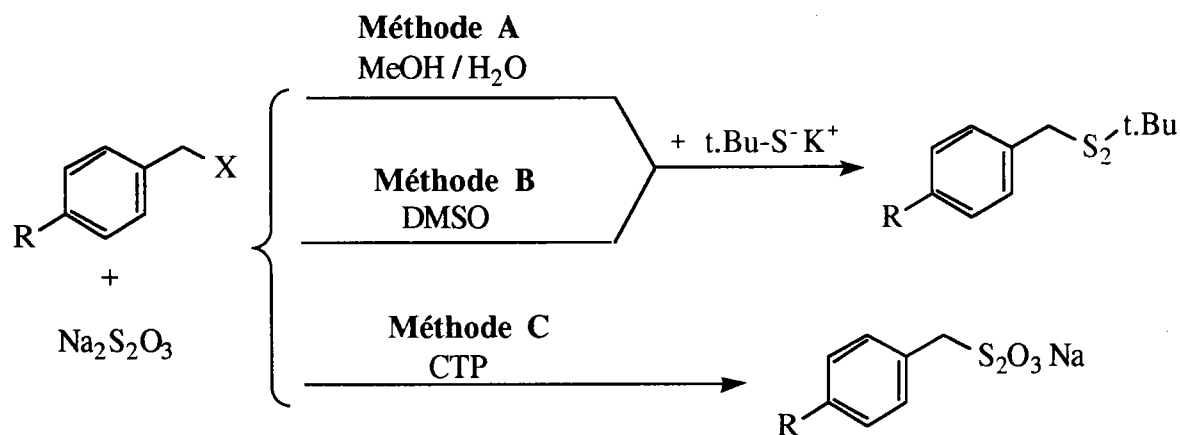 Méthode A
MeOH / H₂O
+ t.Bu-S⁻K⁺
X
R
+
Na₂S₂O₃
Méthode B
DMSO
S₂ t.Bu
R
Méthode C
CTP
S₂O₃ Na
R